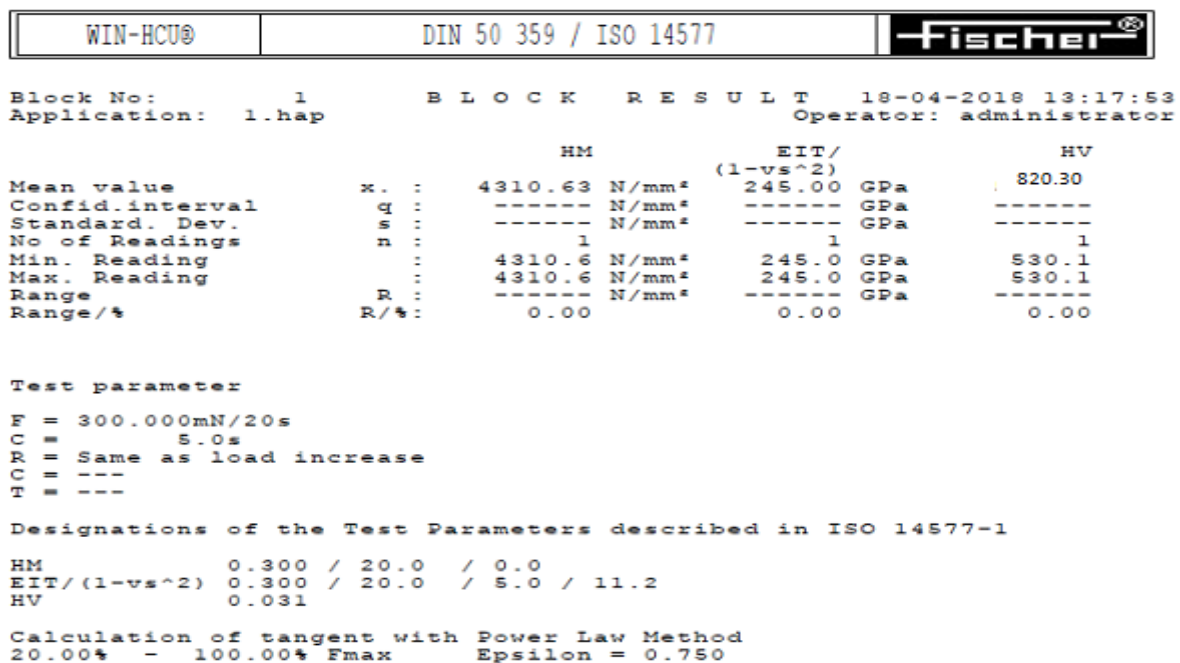 WIN-HCU® DIN 50 359 / ISO 14577 Fischer®
Block No: 1 B L O C K R E S U L T 18-04-2018 13:17:53
Application: 1.hap Operator: administrator
HM EIT/ HV
(1-vs^2)
Mean value x. : 4310.63 N/mm² 245.00 GPa 820.30
Confid.interval q : ------ N/mm² ------ GPa ------
Standard. Dev. s : ------ N/mm² ------ GPa ------
No of Readings n : 1 1 1
Min. Reading : 4310.6 N/mm² 245.0 GPa 530.1
Max. Reading : 4310.6 N/mm² 245.0 GPa 530.1
Range R : ------ N/mm² ------ GPa ------
Range/% R/%: 0.00 0.00 0.00
Test parameter
F = 300.000mN/20s
C = 5.0s
R = Same as load increase
C = ---
T = ---
Designations of the Test Parameters described in ISO 14577-1
HM 0.300 / 20.0 / 0.0
EIT/(1-vs^2) 0.300 / 20.0 / 5.0 / 11.2
HV 0.031
Calculation of tangent with Power Law Method
20.00% - 100.00% Fmax Epsilon = 0.750